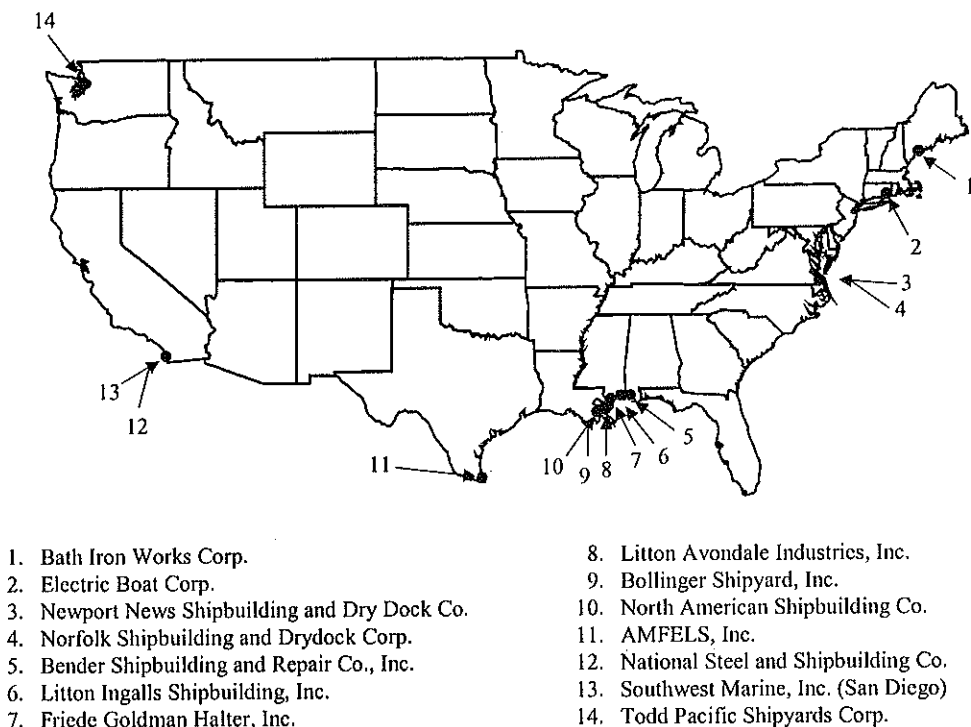 14
1
2
3
4
13
12
11
10
9
8
7
6
5
1. Bath Iron Works Corp.
2. Electric Boat Corp.
3. Newport News Shipbuilding and Dry Dock Co.
4. Norfolk Shipbuilding and Drydock Corp.
5. Bender Shipbuilding and Repair Co., Inc.
6. Litton Ingalls Shipbuilding, Inc.
7. Friede Goldman Halter, Inc.
8. Litton Avondale Industries, Inc.
9. Bollinger Shipyard, Inc.
10. North American Shipbuilding Co.
11. AMFELS, Inc.
12. National Steel and Shipbuilding Co.
13. Southwest Marine, Inc. (San Diego)
14. Todd Pacific Shipyards Corp.